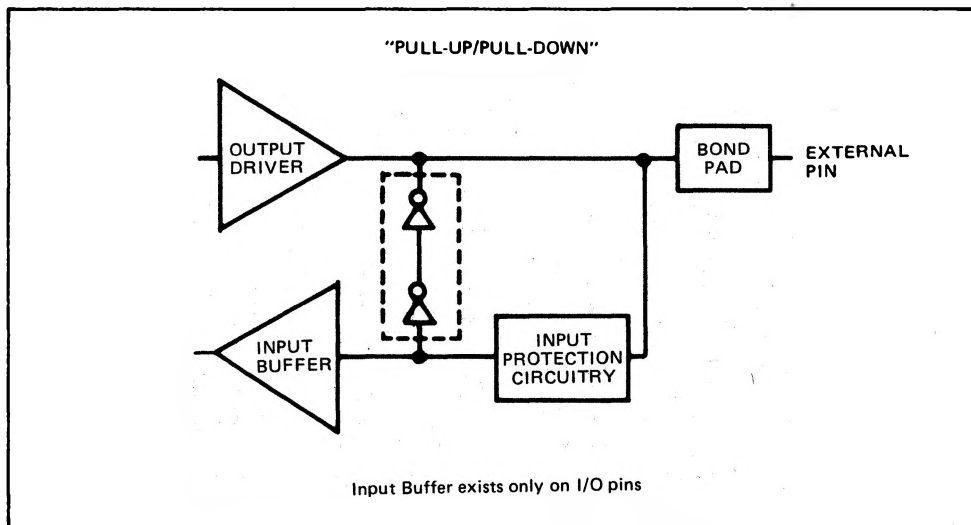 "PULL-UP/PULL-DOWN"
OUTPUT
DRIVER
BOND
PAD
EXTERNAL
PIN
INPUT
BUFFER
INPUT
PROTECTION
CIRCUITRY
Input Buffer exists only on I/O pins